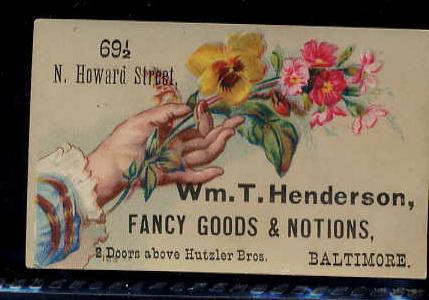 69½
N. Howard Street.
Wm. T. Henderson,
FANCY GOODS & NOTIONS,
2 Doors above Hutzler Bros. BALTIMORE.